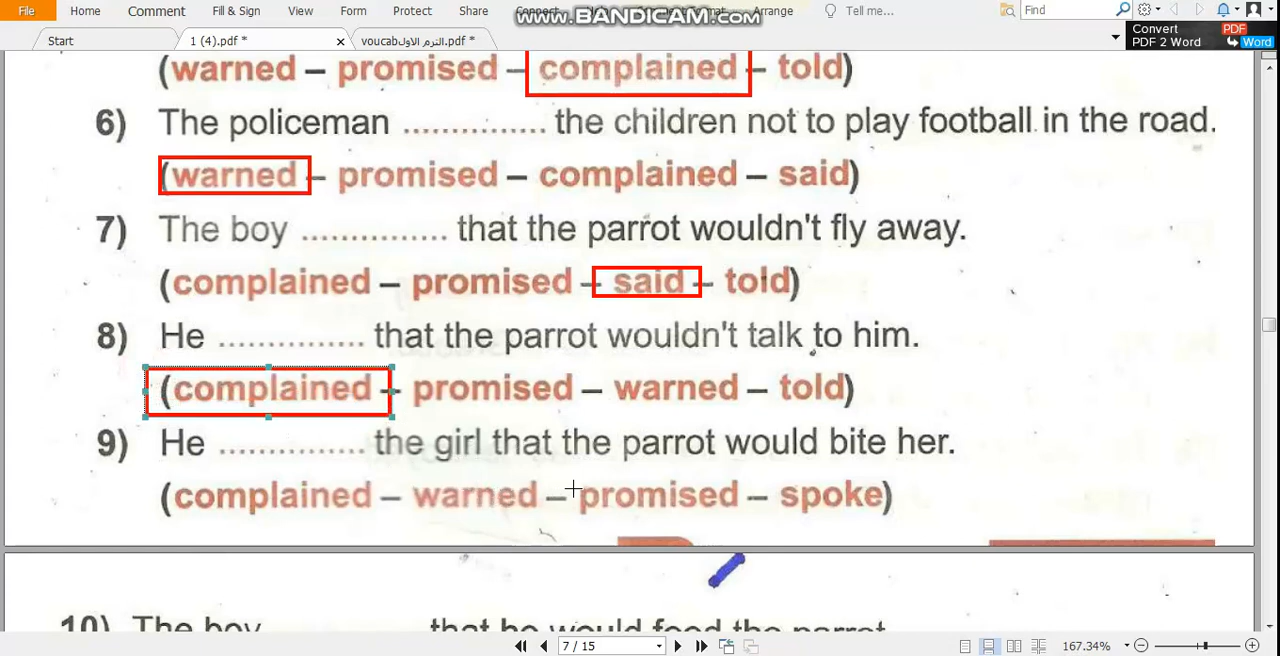 File Home Comment Fill & Sign View Form Protect Share Connect Arrange Tell me... Find
www.BANDICAM.com
Start 1 (4).pdf * voucabالترم الاول.pdf * Convert PDF
PDF 2 Word Word
(warned – promised – complained – told)
6) The policeman ............... the children not to play football in the road.
(warned – promised – complained – said)
7) The boy ............... that the parrot wouldn't fly away.
(complained – promised – said – told)
8) He ............... that the parrot wouldn't talk to him.
(complained – promised – warned – told)
9) He ............... the girl that the parrot would bite her.
(complained – warned – promised – spoke)
10) The boy that he would feed the parrot
7 / 15 167.34%